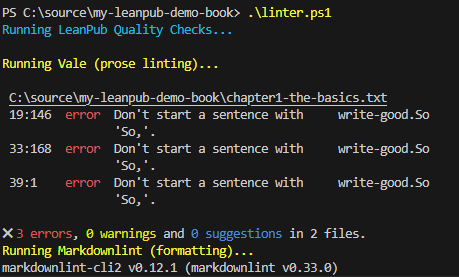 PS C:\source\my-leanpub-demo-book> .\linter.ps1
Running LeanPub Quality Checks...
Running Vale (prose linting)...
C:\source\my-leanpub-demo-book\chapter1-the-basics.txt
19:146 error Don't start a sentence with write-good.So
'So,'.
33:168 error Don't start a sentence with write-good.So
'So,'.
39:1 error Don't start a sentence with write-good.So
'So,'.
❌ 3 errors, 0 warnings and 0 suggestions in 2 files.
Running Markdownlint (formatting)...
markdownlint-cli2 v0.12.1 (markdownlint v0.33.0)